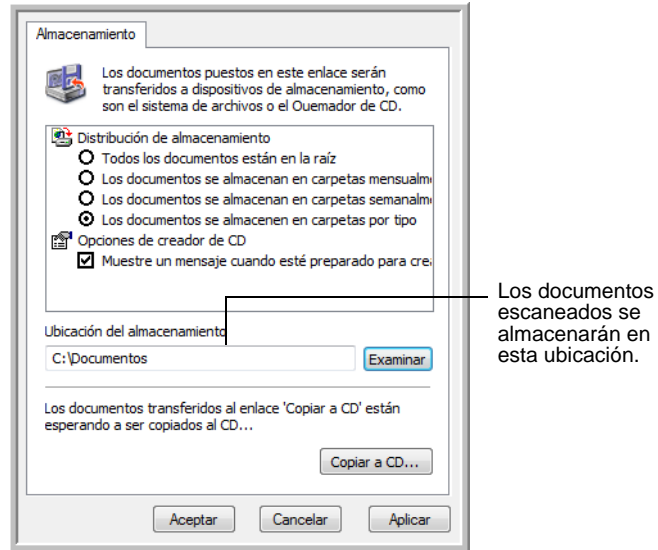 Almacenamiento
Los documentos puestos en este enlace serán
transferidos a dispositivos de almacenamiento, como
son el sistema de archivos o el Ouemador de CD.
Distribución de almacenamiento
Todos los documentos están en la raíz
Los documentos se almacenan en carpetas mensualm
Los documentos se almacenan en carpetas semanalm
Los documentos se almacenen en carpetas por tipo
Opciones de creador de CD
Muestre un mensaje cuando esté preparado para crea
Ubicación del almacenamiento
C:\Documentos
Examinar
Los documentos
escaneados se
almacenarán en
esta ubicación.
Los documentos transferidos al enlace 'Copiar a CD' están
esperando a ser copiados al CD...
Copiar a CD...
Aceptar
Cancelar
Aplicar